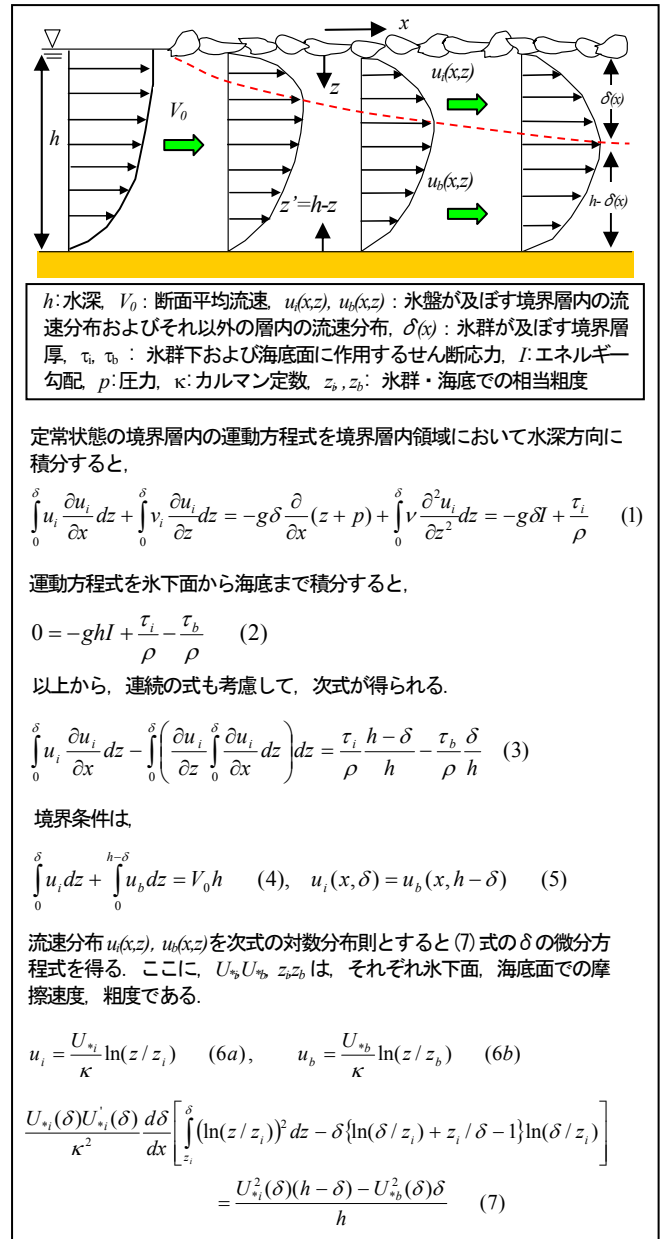 x
z
u_i(x,z)
δ(x)
V_0
h
u_b(x,z)
z'=h-z
h- δ(x)
h:水深, V_0:断面平均流速, u_i(x,z), u_b(x,z):氷盤が及ぼす境界層内の流
速分布およびそれ以外の層内の流速分布, δ(x):氷群が及ぼす境界層
厚, τ_i, τ_b: 氷群下および海底面に作用するせん断応力, I:エネルギー
勾配, p:圧力, κ:カルマン定数, z_i, z_b: 氷群・海底での相当粗度
定常状態の境界層内の運動方程式を境界層内領域において水深方向に
積分すると,
∫_0^δ u_i ∂u_i/∂x dz + ∫_0^δ v_i ∂u_i/∂z dz = -gδ ∂/∂x (z + p) + ∫_0^δ ν ∂²u_i/∂z² dz = -gδI + τ_i/ρ (1)
運動方程式を氷下面から海底まで積分すると,
0 = -ghI + τ_i/ρ - τ_b/ρ (2)
以上から, 連続の式も考慮して, 次式が得られる.
∫_0^δ u_i ∂u_i/∂x dz - ∫_0^δ (∂u_i/∂z ∫_0^δ ∂u_i/∂x dz) dz = τ_i/ρ (h - δ)/h - τ_b/ρ δ/h (3)
境界条件は,
∫_0^δ u_i dz + ∫_0^{h-δ} u_b dz = V_0 h (4), u_i(x,δ) = u_b(x, h - δ) (5)
流速分布 u_i(x,z), u_b(x,z)を次式の対数分布則とすると(7)式のδの微分方
程式を得る. ここに, U_{*i}, U_{*b}, z_i, z_b は, それぞれ氷下面, 海底面での摩
擦速度, 粗度である.
u_i = U_{*i}/κ ln(z / z_i) (6a), u_b = U_{*b}/κ ln(z / z_b) (6b)
U_{*i}(δ)U'_{*i}(δ)/κ² dδ/dx [∫_{z_i}^δ (ln(z / z_i))² dz - δ{ln(δ / z_i) + z_i / δ - 1}ln(δ / z_i)]
= (U²_{*i}(δ)(h - δ) - U²_{*b}(δ)δ)/h (7)